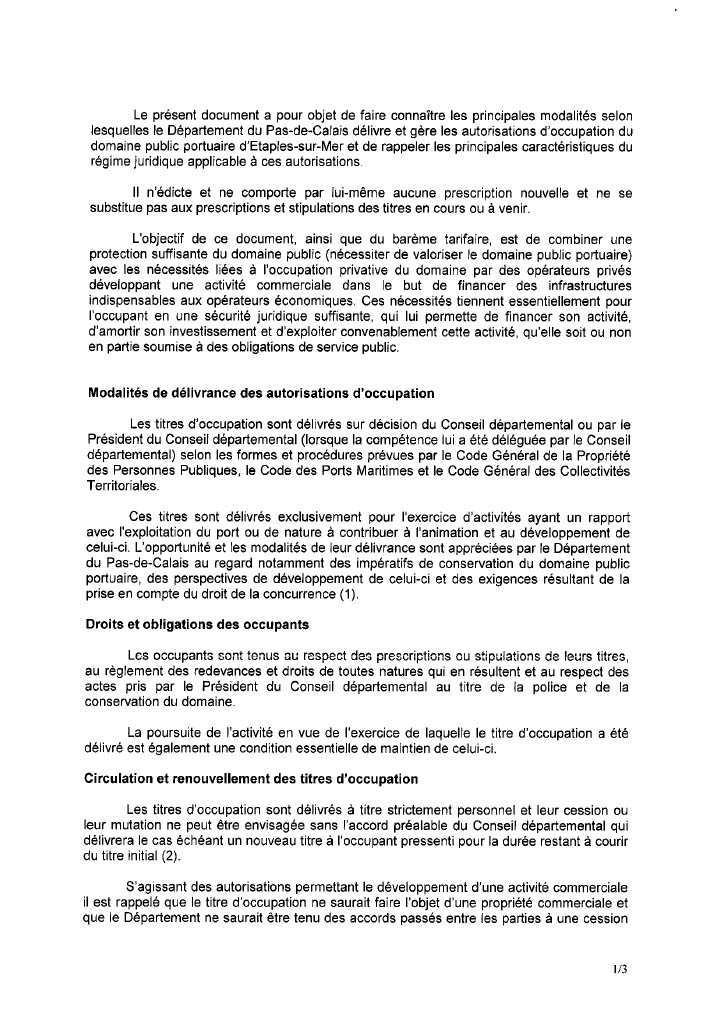 Le présent document a pour objet de faire connaître les principales modalités selon
lesquelles le Département du Pas-de-Calais délivre et gère les autorisations d'occupation du
domaine public portuaire d'Etaples-sur-Mer et de rappeler les principales caractéristiques du
régime juridique applicable à ces autorisations.
Il n'édicte et ne comporte par lui-même aucune prescription nouvelle et ne se
substitue pas aux prescriptions et stipulations des titres en cours ou à venir.
L'objectif de ce document, ainsi que du barème tarifaire, est de combiner une
protection suffisante du domaine public (nécessiter de valoriser le domaine public portuaire)
avec les nécessités liées à l'occupation privative du domaine par des opérateurs privés
développant une activité commerciale dans le but de financer des infrastructures
indispensables aux opérateurs économiques. Ces nécessités tiennent essentiellement pour
l'occupant en une sécurité juridique suffisante, qui lui permette de financer son activité,
d'amortir son investissement et d'exploiter convenablement cette activité, qu'elle soit ou non
en partie soumise à des obligations de service public.
Modalités de délivrance des autorisations d'occupation
Les titres d'occupation sont délivrés sur décision du Conseil départemental ou par le
Président du Conseil départemental (lorsque la compétence lui a été déléguée par le Conseil
départemental) selon les formes et procédures prévues par le Code Général de la Propriété
des Personnes Publiques, le Code des Ports Maritimes et le Code Général des Collectivités
Territoriales.
Ces titres sont délivrés exclusivement pour l'exercice d'activités ayant un rapport
avec l'exploitation du port ou de nature à contribuer à l'animation et au développement de
celui-ci. L'opportunité et les modalités de leur délivrance sont appréciées par le Département
du Pas-de-Calais au regard notamment des impératifs de conservation du domaine public
portuaire, des perspectives de développement de celui-ci et des exigences résultant de la
prise en compte du droit de la concurrence (1).
Droits et obligations des occupants
Les occupants sont tenus au respect des prescriptions ou stipulations de leurs titres,
au règlement des redevances et droits de toutes natures qui en résultent et au respect des
actes pris par le Président du Conseil départemental au titre de la police et de la
conservation du domaine.
La poursuite de l'activité en vue de l'exercice de laquelle le titre d'occupation a été
délivré est également une condition essentielle de maintien de celui-ci.
Circulation et renouvellement des titres d'occupation
Les titres d'occupation sont délivrés à titre strictement personnel et leur cession ou
leur mutation ne peut être envisagée sans l'accord préalable du Conseil départemental qui
délivrera le cas échéant un nouveau titre à l'occupant pressenti pour la durée restant à courir
du titre initial (2).
S'agissant des autorisations permettant le développement d'une activité commerciale
il est rappelé que le titre d'occupation ne saurait faire l'objet d'une propriété commerciale et
que le Département ne saurait être tenu des accords passés entre les parties à une cession
1/3